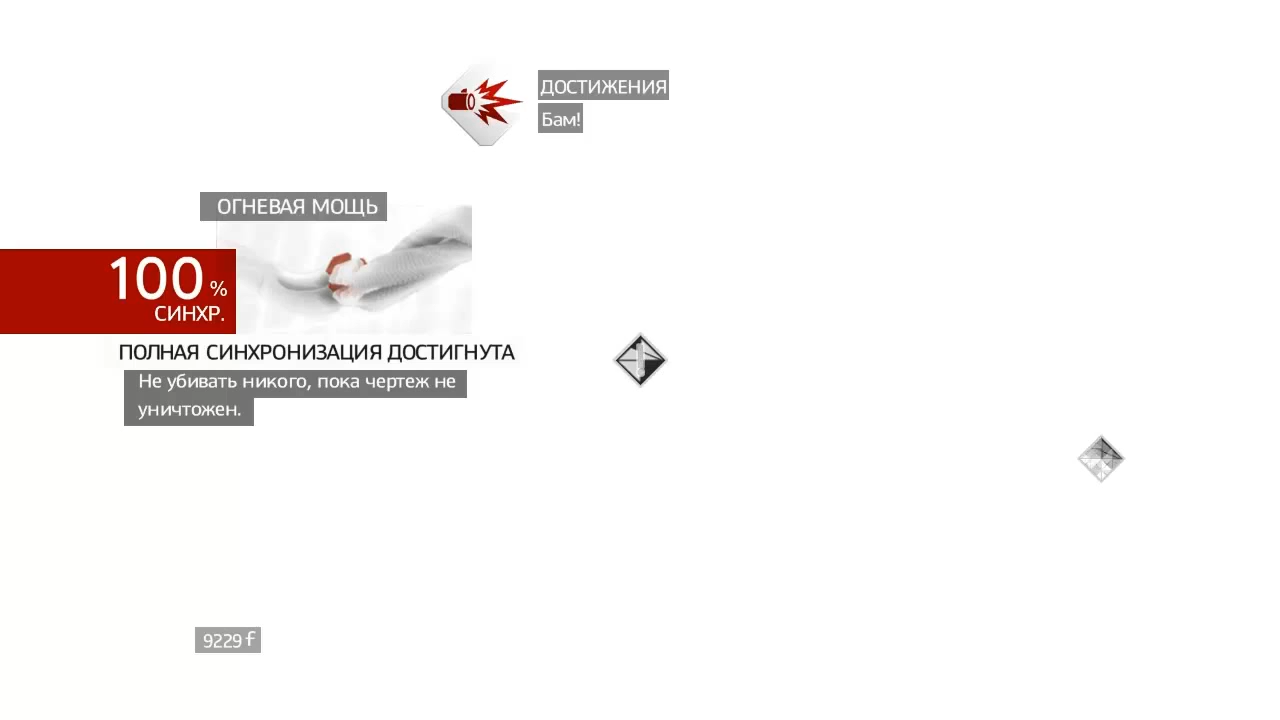 ДОСТИЖЕНИЯ
Бам!
ОГНЕВАЯ МОЩЬ
100 %
СИНХР.
ПОЛНАЯ СИНХРОНИЗАЦИЯ ДОСТИГНУТА
Не убивать никого, пока чертеж не
уничтожен.
9229 f